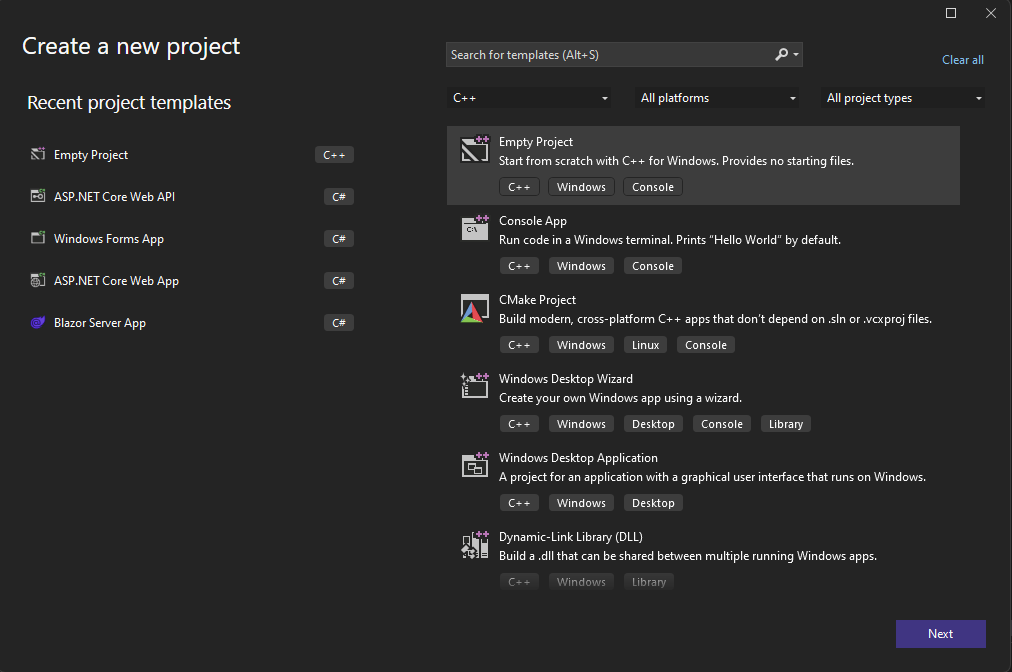 Create a new project
Search for templates (Alt+S)
Clear all
Recent project templates
C++
All platforms
All project types
Empty Project
C++
ASP.NET Core Web API
C#
Windows Forms App
C#
ASP.NET Core Web App
C#
Blazor Server App
C#
Empty Project
Start from scratch with C++ for Windows. Provides no starting files.
C++ Windows Console
Console App
Run code in a Windows terminal. Prints "Hello World" by default.
C++ Windows Console
CMake Project
Build modern, cross-platform C++ apps that don't depend on .sln or .vcxproj files.
C++ Windows Linux Console
Windows Desktop Wizard
Create your own Windows app using a wizard.
C++ Windows Desktop Console Library
Windows Desktop Application
A project for an application with a graphical user interface that runs on Windows.
C++ Windows Desktop
Dynamic-Link Library (DLL)
Build a .dll that can be shared between multiple running Windows apps.
C++ Windows Library
Next